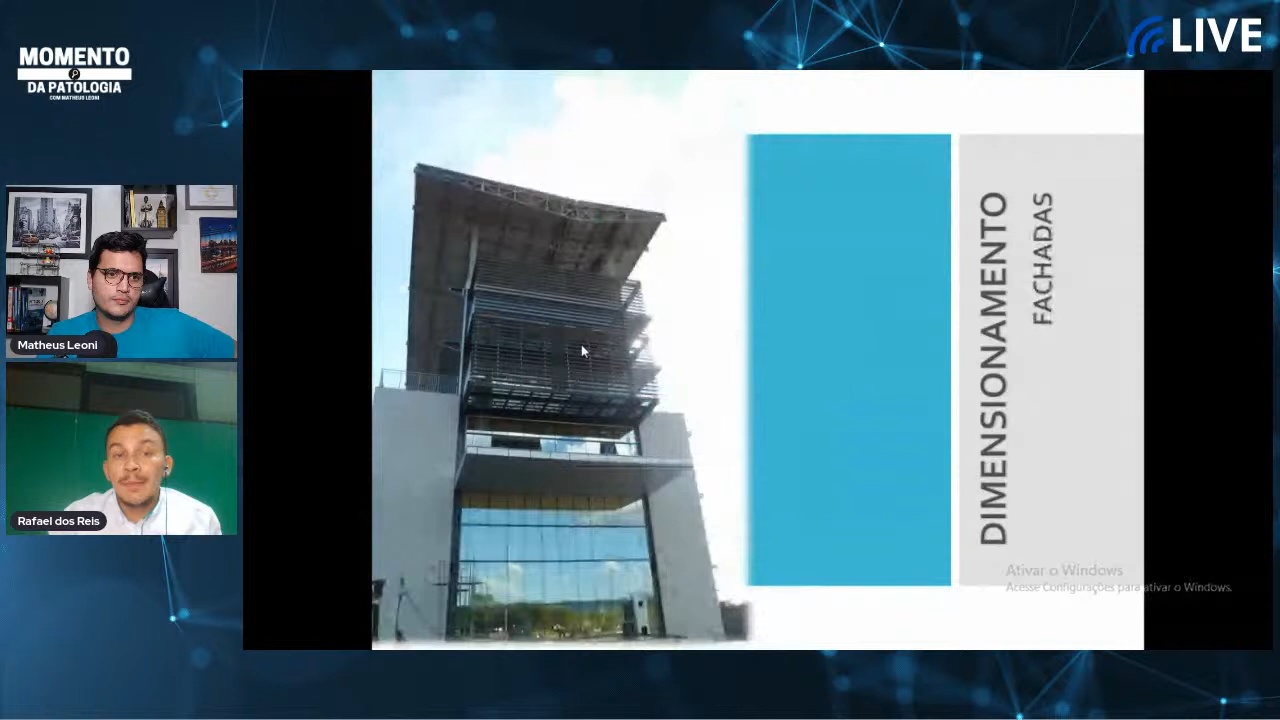 MOMENTO
DA PATOLOGIA
COM MATHEUS LEONI
LIVE
Matheus Leoni
Rafael dos Reis
DIMENSIONAMENTO
FACHADAS
Ativar o Windows
Acesse Configurações para ativar o Windows.